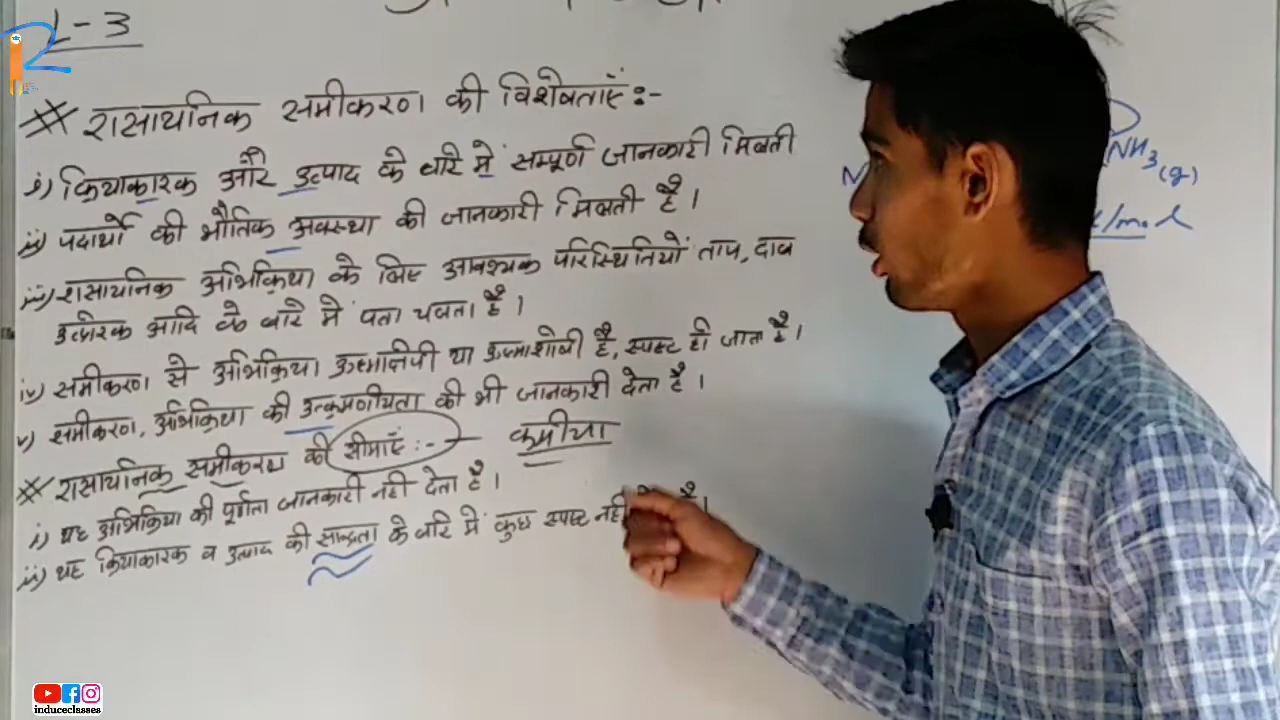 L-3
* रासायनिक समीकरण की विशेषताएँ :-
i) क्रियाकारक और उत्पाद के बारे में सम्पूर्ण जानकारी मिलती
ii) पदार्थो की भौतिक अवस्था की जानकारी मिलती है।
iii) रासायनिक अभिक्रिया के लिए आवश्यक परिस्थितियों ताप, दाब
उत्प्रेरक आदि के बारे में पता चलता है।
iv) समीकरण से अभिक्रिया ऊष्माक्षेपी या ऊष्माशोषी है, स्पष्ट हो जाता है।
v) समीकरण, अभिक्रिया की उत्क्रमणीयता की भी जानकारी देता है।
* रासायनिक समीकरण की सीमाएँ :- कमीया
i) यह अभिक्रिया की पूर्णता जानकारी नही देता है।
ii) यह क्रियाकारक व उत्पाद की सान्द्रता के बारे में कुछ स्पष्ट नही है।
NH₃(g)
/mol
induceclasses